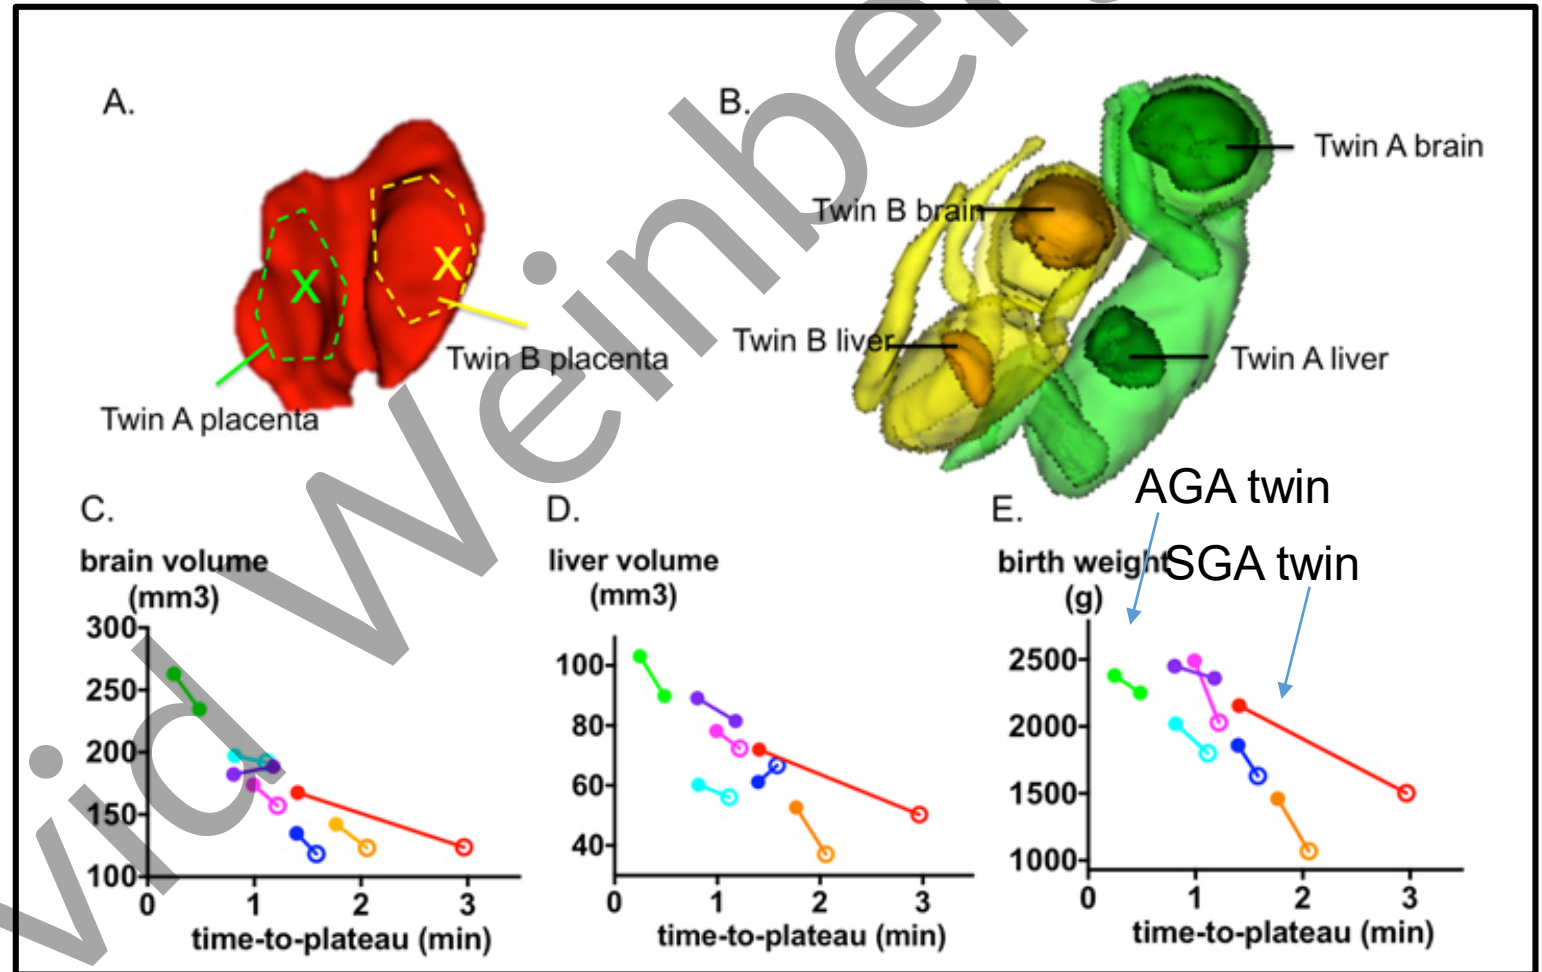 A.
B.
Twin A brain
Twin B brain
X
X
Twin B liver
Twin B placenta
Twin A liver
Twin A placenta
AGA twin
SGA twin
C.
brain volume
(mm3)
300
250
200
150
100
0 1 2 3
time-to-plateau (min)
D.
liver volume
(mm3)
100
80
60
40
0 1 2 3
time-to-plateau (min)
E.
birth weight
(g)
2500
2000
1500
1000
0 1 2 3
time-to-plateau (min)
vid Weinbe